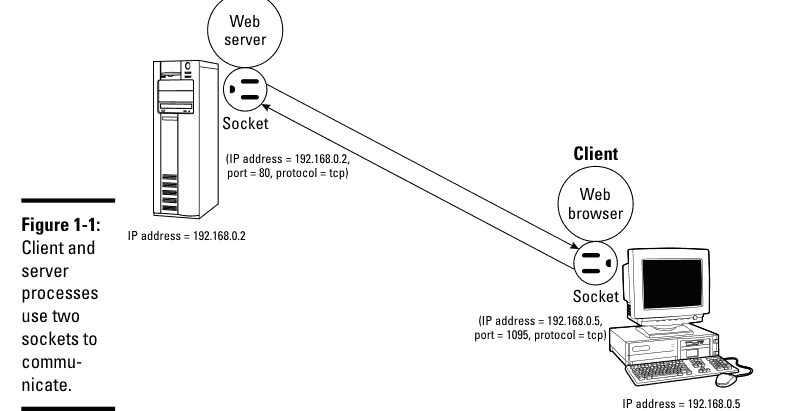 Web
server
Socket
(IP address = 192.168.0.2,
port = 80, protocol = tcp)
IP address = 192.168.0.2
Client
Web
browser
Socket
(IP address = 192.168.0.5,
port = 1095, protocol = tcp)
IP address = 192.168.0.5
Figure 1-1:
Client and
server
processes
use two
sockets to
commu-
nicate.